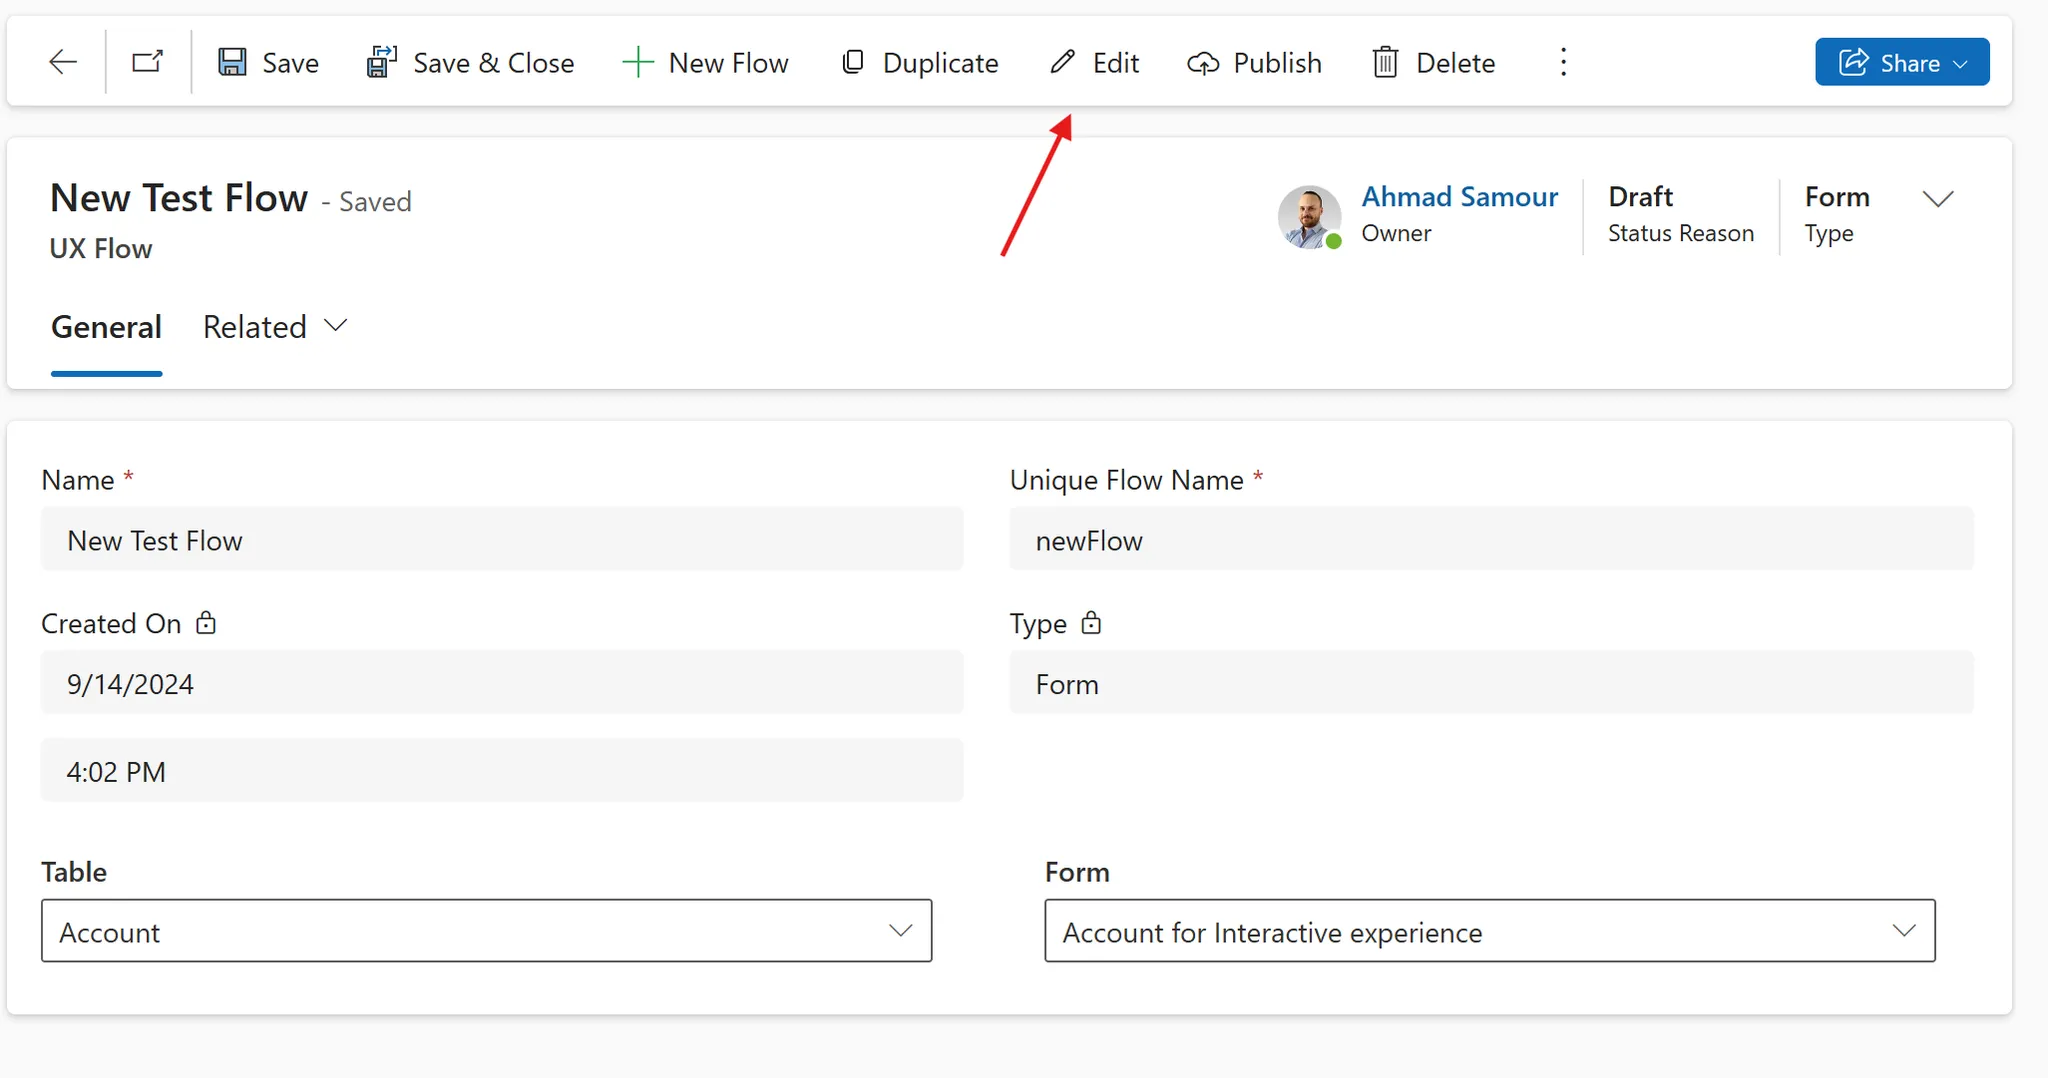 Save Save & Close New Flow Duplicate Edit Publish Delete Share
New Test Flow - Saved
UX Flow
Ahmad Samour
Owner
Draft
Status Reason
Form
Type
General Related
Name * Unique Flow Name *
New Test Flow newFlow
Created On Type
9/14/2024 Form
4:02 PM
Table Form
Account Account for Interactive experience